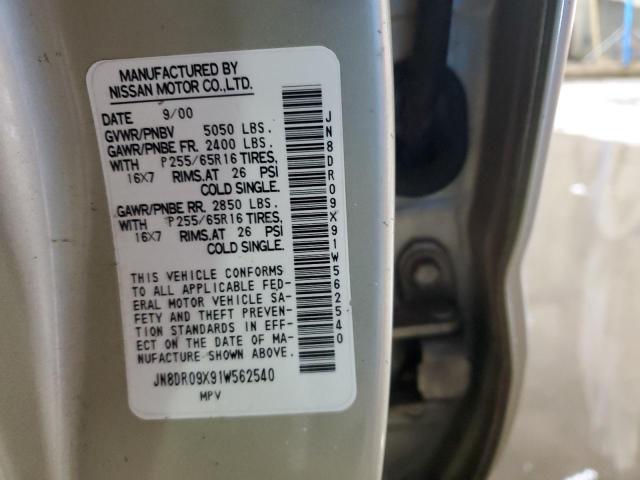 MANUFACTURED BY
NISSAN MOTOR CO.,LTD.
DATE 9/00
GVWR/PNBV 5050 LBS.
GAWR/PNBE FR. 2400 LBS.
WITH P255/65R16 TIRES,
16X7 RIMS.AT 26 PSI
COLD SINGLE.
GAWR/PNBE RR. 2850 LBS.
WITH P255/65R16 TIRES,
16X7 RIMS.AT 26 PSI
COLD SINGLE.
THIS VEHICLE CONFORMS
TO ALL APPLICABLE FED-
ERAL MOTOR VEHICLE SA-
FETY AND THEFT PREVEN-
TION STANDARDS IN EFF-
ECT ON THE DATE OF MA-
NUFACTURE SHOWN ABOVE.
JN8DR09X91W562540
MPV
JN8DR09X91W562540